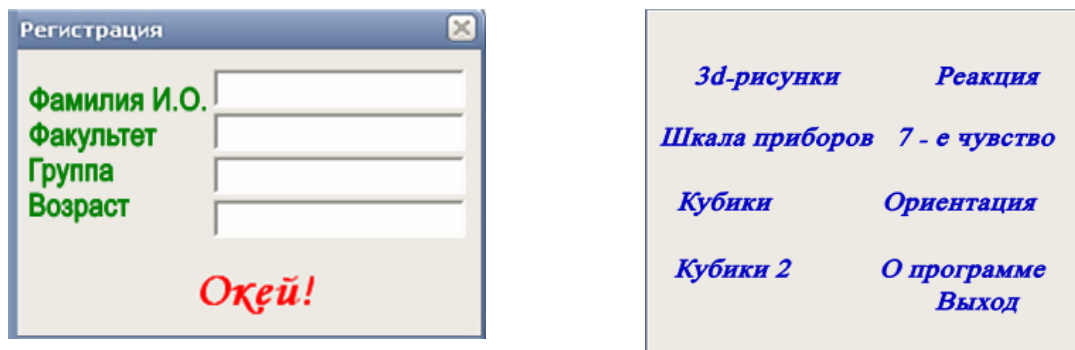 Регистрация
Фамилия И.О.
Факультет
Группа
Возраст
Окей!
3d-рисунки Реакция
Шкала приборов 7 - е чувство
Кубики Ориентация
Кубики 2 О программе
Выход